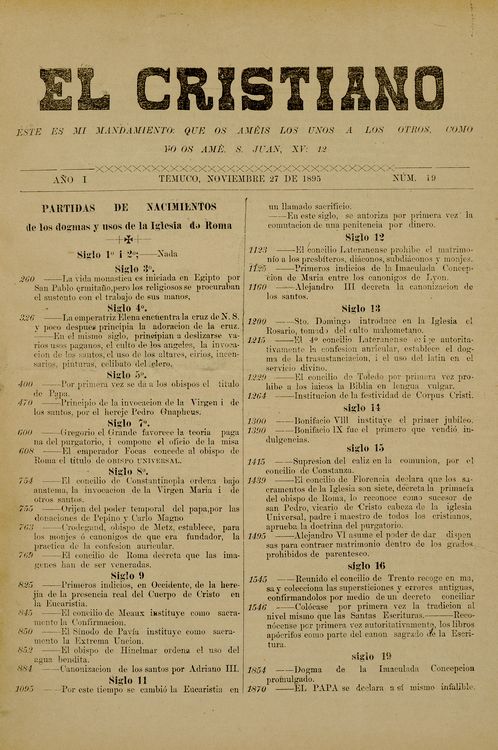 EL CRISTIANO
ESTE ES MI MANDAMIENTO: QUE OS AMÉIS LOS UNOS A LOS OTROS, COMO
YO OS AMÉ. S. JUAN, XV: 12
AÑO I TEMUCO, NOVIEMBRE 27 DE 1895 NÚM. 19
PARTIDAS DE NACIMIENTOS
de los dogmas y usos de la Iglesia de Roma
Siglo 1º i 2º; —Nada
Siglo 3º.
260 —La vida monastica es iniciada en Egipto por
San Pablo ermitaño, pero los religiosos se procuraban
el sustento con el trabajo de sus manos.
Siglo 4º.
326 —La emperatriz Elena encuentra la cruz de N. S.
y poco despues principia la adoracion de la cruz.
—En el mismo siglo, principian a deslizarse va-
rios usos paganos, el culto de los angeles, la invoca-
cion de los santos, el uso de los altares, cirios, incen-
sarios, pinturas, celibato del clero.
Siglo 5º.
400 —Por primera vez se da a los obispos el titulo
de Papa.
470 —Principio de la invocacion de la Vírgen i de
los santos, por el hereje Pedro Gnapheus.
Siglo 7º.
600 —Gregorio el Grande favorece la teoria paga
na del purgatorio, i compone el oficio de la misa
608 —El emperador Focas concede al obispo de
Roma el título de OBISPO UNIVERSAL.
Siglo 8º.
754 —El concilio de Constantinopla ordena bajo
anatema, la invocacion de la Vírgen Maria i de
otros santos.
755 —Oríjen del poder temporal del papa, por las
donaciones de Pepino y Carlo Magno
763 —Crodegand, obispo de Metz, establece, para
los monjes ó canonigos de que era fundador, la
practica de la confesion auricular.
769 —El concilio de Roma decreta que las ima-
genes han de ser veneradas.
Siglo 9
825 —Primeros indicios, en Occidente, de la here-
jia de la presencia real del Cuerpo de Cristo en
la Eucaristia.
845 —El concilio de Meaux instituye como sacra-
mento la Confirmacion.
850 —El Sínodo de Pavía instituye como sacra-
mento la Extrema Uncion.
852 —El obispo de Hinelmar ordena el uso del
agua bendita.
884 —Canonizacion de los santos por Adriano III.
Siglo 11
1095 —Por este tiempo se cambió la Eucaristia en
un llamado sacrificio.
—En este siglo, se autoriza por primera vez la
comutacion de una penitencia por dinero.
Siglo 12
1123 —El concilio Lateranense prohibe el matrimo-
nio a los presbíteros, diáconos, subdiáconos y monjes.
1125 —Primeros indicios de la Imaculada Concep-
cion de Maria entre los canonigos de Lyon.
1160 —Alejandro III decreta la canonizacion de
los santos.
Siglo 13
1200 —Sto. Domingo introduce en la Iglesia el
Rosario, tomado del culto mahometano.
1215 —El 4º concilio Lateranense exije autorita-
tativamente la confesion auricular, establece el dog-
ma de la trasustanciacion, i el uso del latin en el
servicio divino.
1229 —El concilio de Toledo por primera vez pro-
hibe a los laicos la Biblia en lengua vulgar.
1264 —Institucion de la festividad de Corpus Cristi.
Siglo 14
1300 —Bonifacio VIII instituye el primer jubileo.
1390 —Bonifacio IX fue el primero que vendió in-
dulgencias.
Siglo 15
1415 —Supresion del caliz en la comunion, por el
concilio de Constanza.
1439 —El concilio de Florencia declara que los sa-
cramentos de la Iglesia son siete, decreta la primacía
del obispo de Roma, lo reconoce como sucesor de
san Pedro, vicario de Cristo cabeza de la iglesia
Universal, padre i maestro de todos los cristianos,
aprueba la doctrina del purgatorio.
1495 —Alejandro VI asume el poder de dar dispen
sas para contraer matrimonio dentro de los grados
prohibidos de parentesco.
Siglo 16
1545 —Reunido el concilio de Trento recoge en ma,
sa y colecciona las supersticiones y errores antiguas,
confirmandolos por medio de un decreto conciliar
1546 —Colócase por primera vez la tradicion al
nivel mismo que las Santas Escrituras.—Reco-
nócense por primera vez autoritativamente, los libros
apócrifos como parte del canon sagrado de la Escri-
tura.
Siglo 19
1854 —Dogma de la Imaculada Concepcion
promulgado.
1870 —EL PAPA se declara a sí mismo infalible.